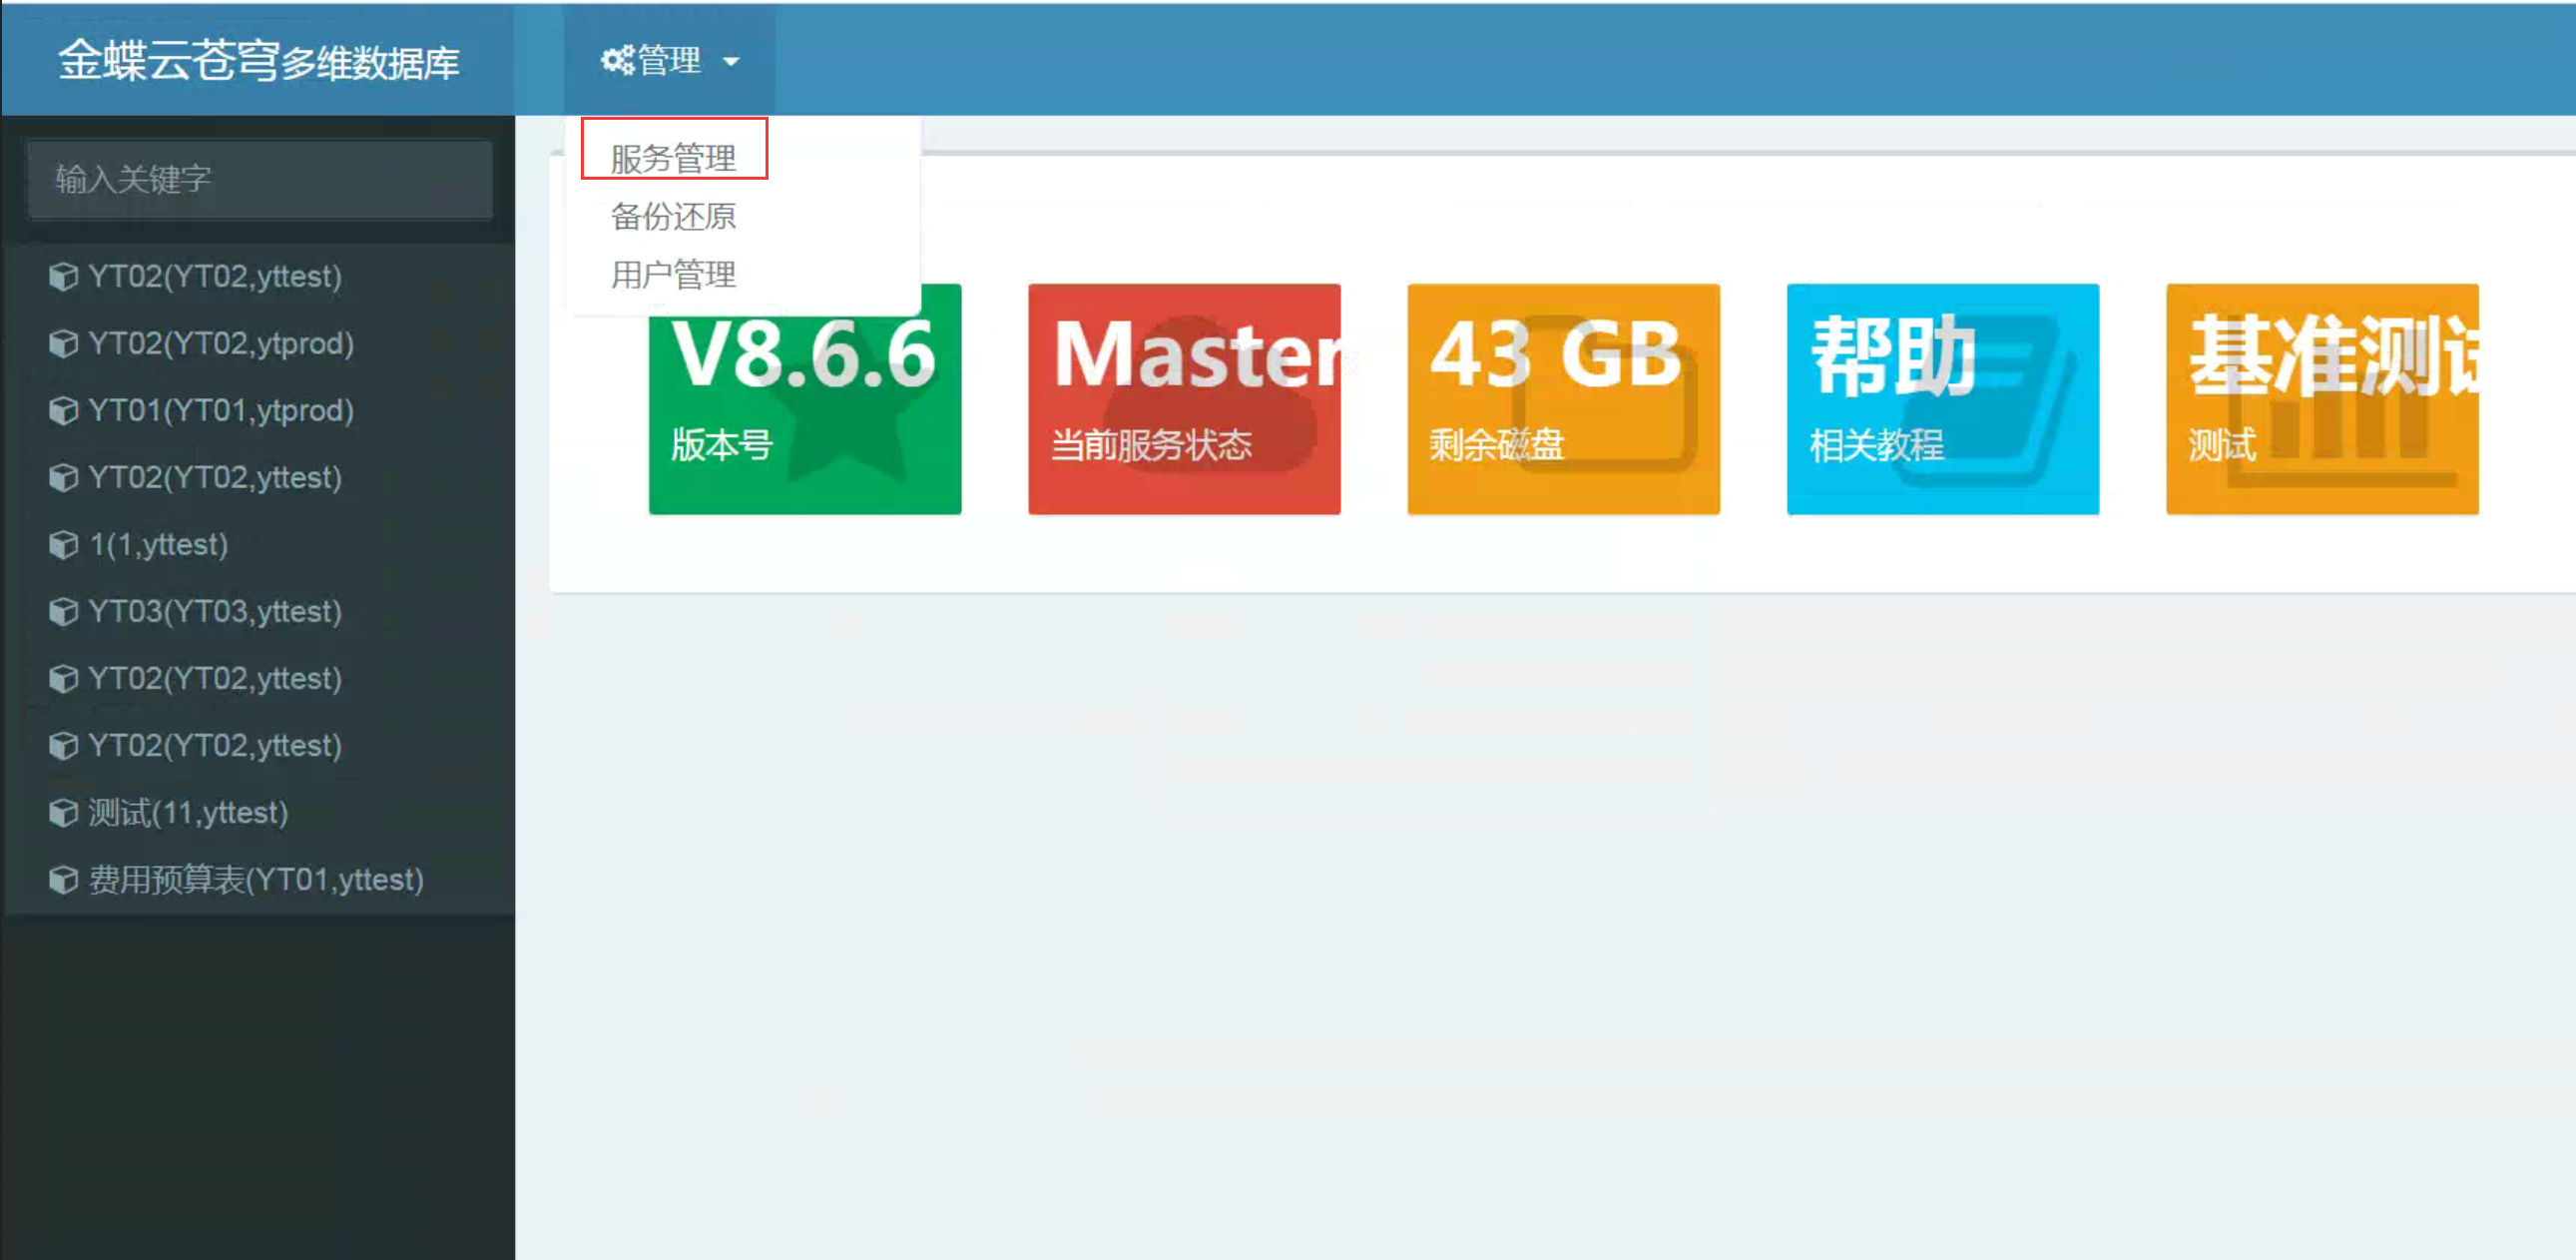 金蝶云苍穹多维数据库
管理
输入关键字
服务管理
备份还原
用户管理
YT02(YT02,yttest)
YT02(YT02,ytprod)
YT01(YT01,ytprod)
YT02(YT02,yttest)
1(1,yttest)
YT03(YT03,yttest)
YT02(YT02,yttest)
YT02(YT02,yttest)
测试(11,yttest)
费用预算表(YT01,yttest)
V8.6.6
版本号
Master
当前服务状态
43 GB
剩余磁盘
帮助
相关教程
基准测试
测试